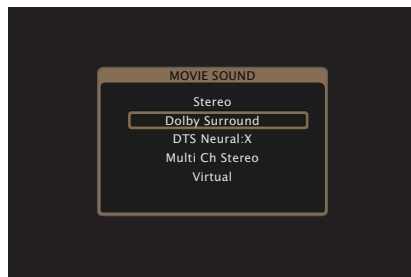 MOVIE SOUND
Stereo
Dolby Surround
DTS Neural:X
Multi Ch Stereo
Virtual